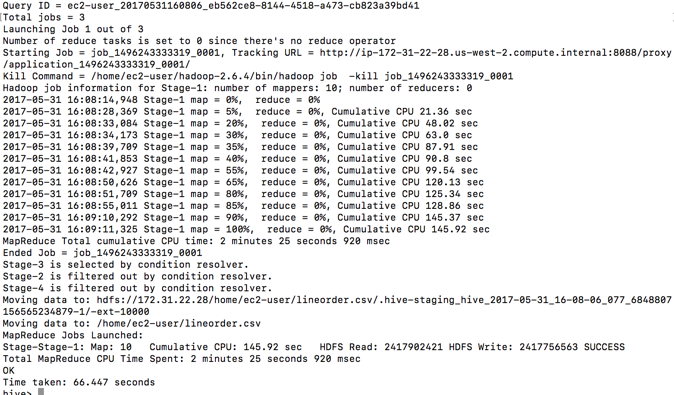 Query ID = ec2-user_20170531160806_eb562ce8-8144-4518-a473-cb823a39bd41
Total jobs = 3
Launching Job 1 out of 3
Number of reduce tasks is set to 0 since there's no reduce operator
Starting Job = job_1496243333319_0001, Tracking URL = http://ip-172-31-22-28.us-west-2.compute.internal:8088/proxy
/application_1496243333319_0001/
Kill Command = /home/ec2-user/hadoop-2.6.4/bin/hadoop job  -kill job_1496243333319_0001
Hadoop job information for Stage-1: number of mappers: 10; number of reducers: 0
2017-05-31 16:08:14,948 Stage-1 map = 0%,  reduce = 0%
2017-05-31 16:08:28,369 Stage-1 map = 5%,  reduce = 0%, Cumulative CPU 21.36 sec
2017-05-31 16:08:33,084 Stage-1 map = 20%,  reduce = 0%, Cumulative CPU 48.02 sec
2017-05-31 16:08:34,173 Stage-1 map = 30%,  reduce = 0%, Cumulative CPU 63.0 sec
2017-05-31 16:08:39,709 Stage-1 map = 35%,  reduce = 0%, Cumulative CPU 87.91 sec
2017-05-31 16:08:41,853 Stage-1 map = 40%,  reduce = 0%, Cumulative CPU 90.8 sec
2017-05-31 16:08:42,927 Stage-1 map = 55%,  reduce = 0%, Cumulative CPU 99.54 sec
2017-05-31 16:08:50,626 Stage-1 map = 65%,  reduce = 0%, Cumulative CPU 120.13 sec
2017-05-31 16:08:51,709 Stage-1 map = 80%,  reduce = 0%, Cumulative CPU 125.34 sec
2017-05-31 16:08:55,011 Stage-1 map = 85%,  reduce = 0%, Cumulative CPU 128.86 sec
2017-05-31 16:09:10,292 Stage-1 map = 90%,  reduce = 0%, Cumulative CPU 145.37 sec
2017-05-31 16:09:11,325 Stage-1 map = 100%,  reduce = 0%, Cumulative CPU 145.92 sec
MapReduce Total cumulative CPU time: 2 minutes 25 seconds 920 msec
Ended Job = job_1496243333319_0001
Stage-3 is selected by condition resolver.
Stage-2 is filtered out by condition resolver.
Stage-4 is filtered out by condition resolver.
Moving data to: hdfs://172.31.22.28/home/ec2-user/lineorder.csv/.hive-staging_hive_2017-05-31_16-08-06_077_6848807
156565234879-1/-ext-10000
Moving data to: /home/ec2-user/lineorder.csv
MapReduce Jobs Launched:
Stage-Stage-1: Map: 10   Cumulative CPU: 145.92 sec   HDFS Read: 2417902421 HDFS Write: 2417756563 SUCCESS
Total MapReduce CPU Time Spent: 2 minutes 25 seconds 920 msec
OK
Time taken: 66.447 seconds
hive>